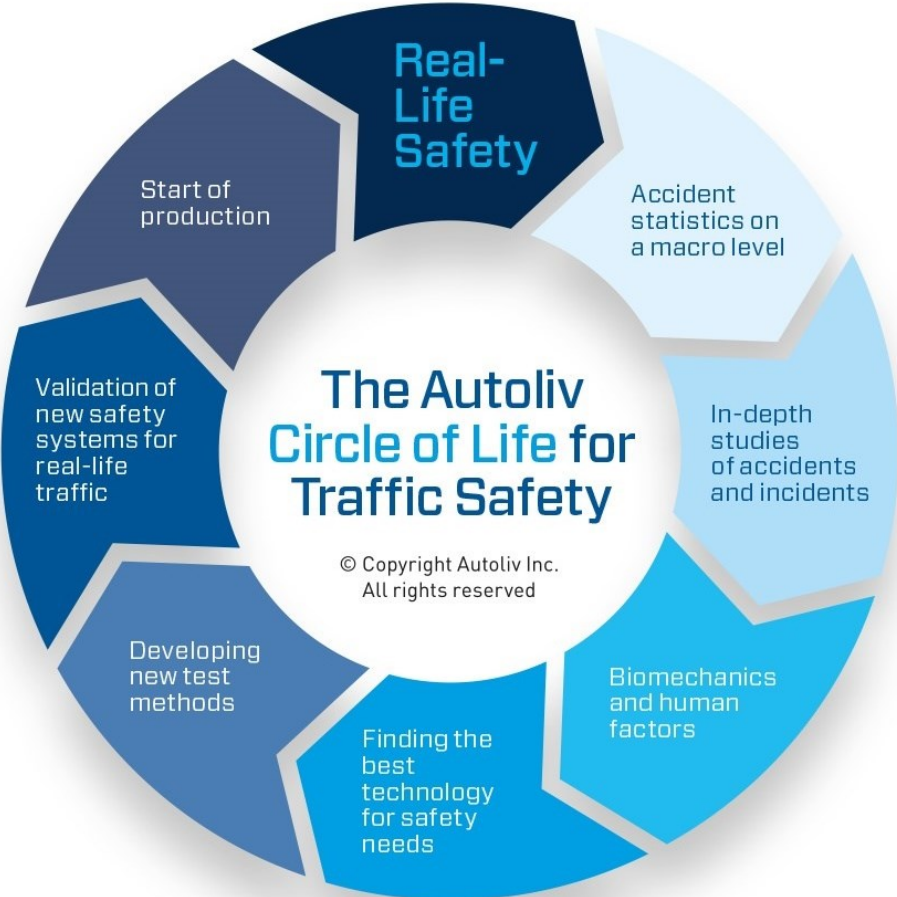 Real-
Life
Safety
Accident
statistics on
a macro level
In-depth
studies
of accidents
and incidents
Biomechanics
and human
factors
Finding the
best
technology
for safety
needs
Developing
new test
methods
Validation of
new safety
systems for
real-life
traffic
Start of
production
The Autoliv
Circle of Life for
Traffic Safety
© Copyright Autoliv Inc.
All rights reserved